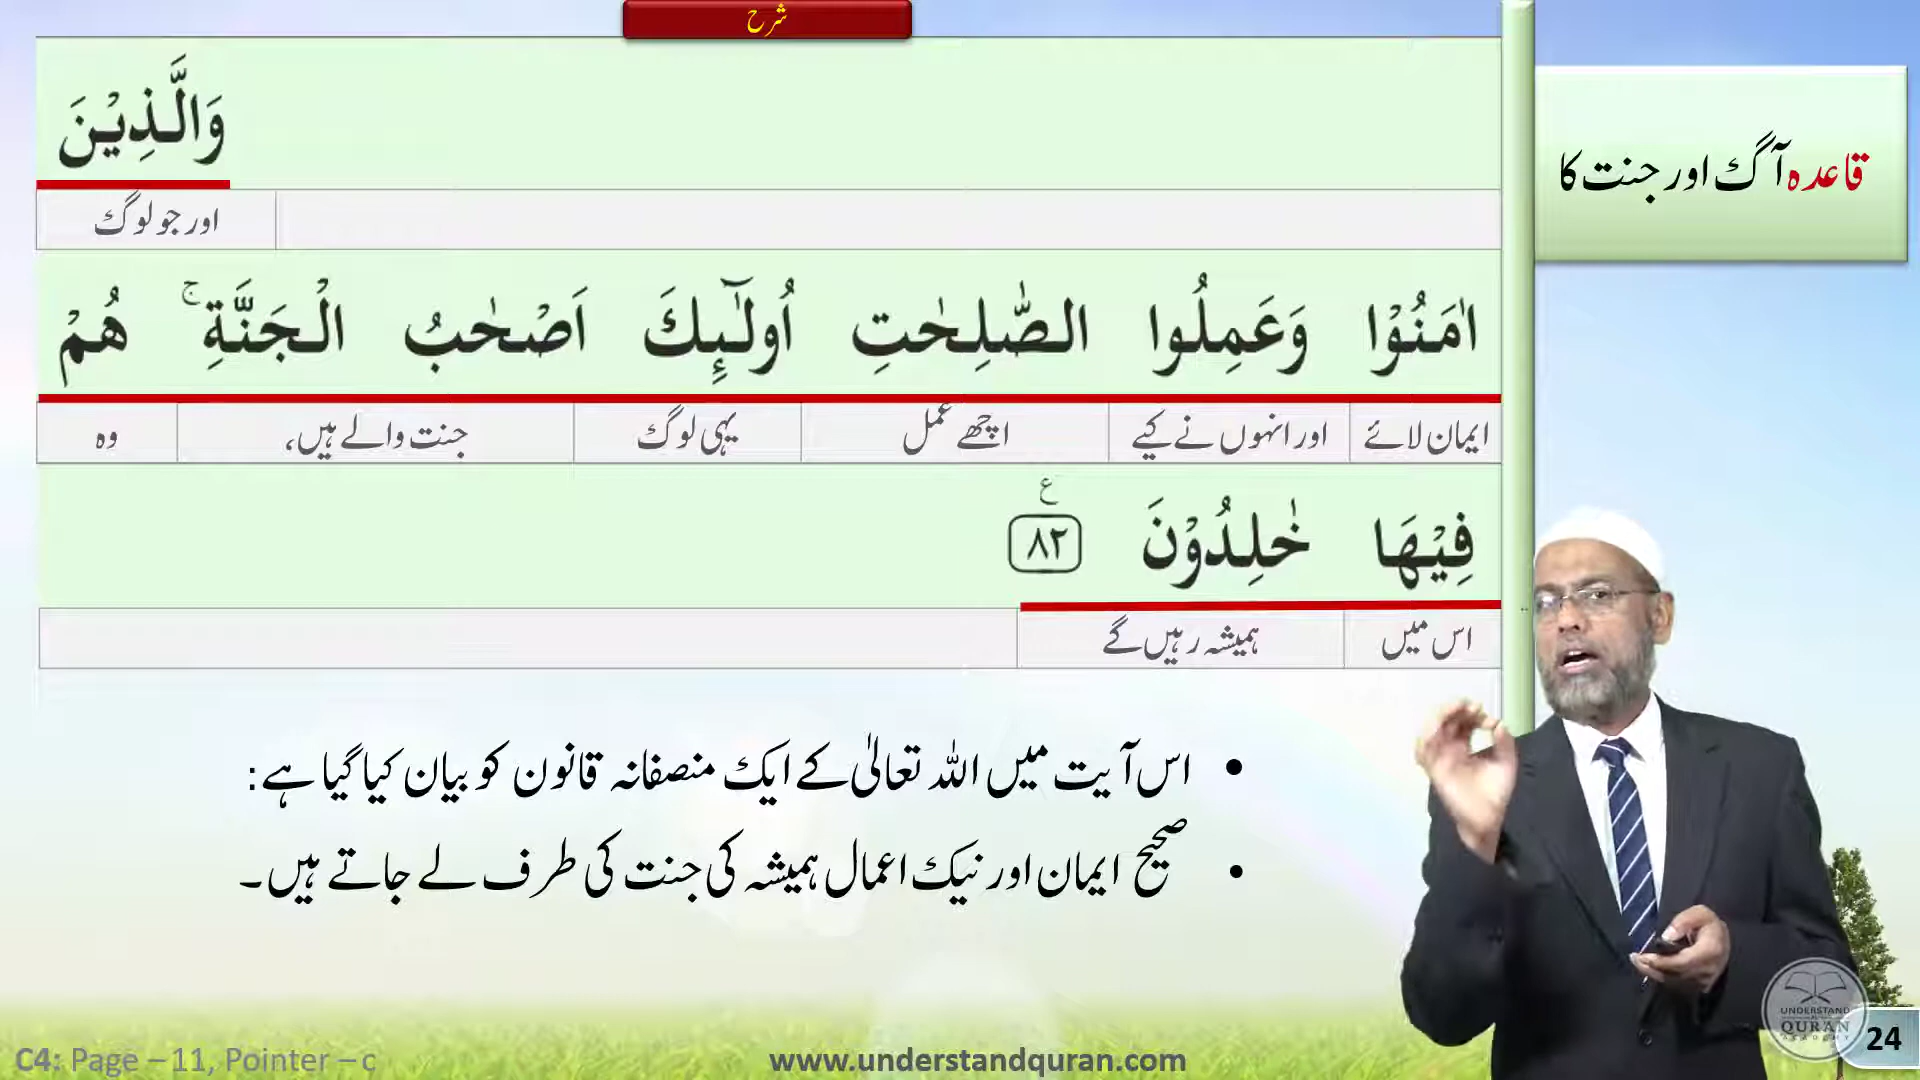 شرح
قاعدہ آگ اور جنت کا
وَالَّذِيْنَ
اور جو لوگ
اٰمَنُوْا وَعَمِلُوا الصّٰلِحٰتِ اُولٰٓئِكَ اَصْحٰبُ الْجَنَّةِ ۚ هُمْ
ایمان لائے اور انہوں نے کیے اچھے عمل یہی لوگ جنت والے ہیں، وہ
فِيْهَا خٰلِدُوْنَ ٨٢ ع
اس میں ہمیشہ رہیں گے
• اس آیت میں اللہ تعالیٰ کے ایک منصفانہ قانون کو بیان کیا گیا ہے:
• صحیح ایمان اور نیک اعمال ہمیشہ کی جنت کی طرف لے جاتے ہیں۔
UNDERSTAND
QURAN
ACADEMY
24
C4: Page – 11, Pointer – c
www.understandquran.com